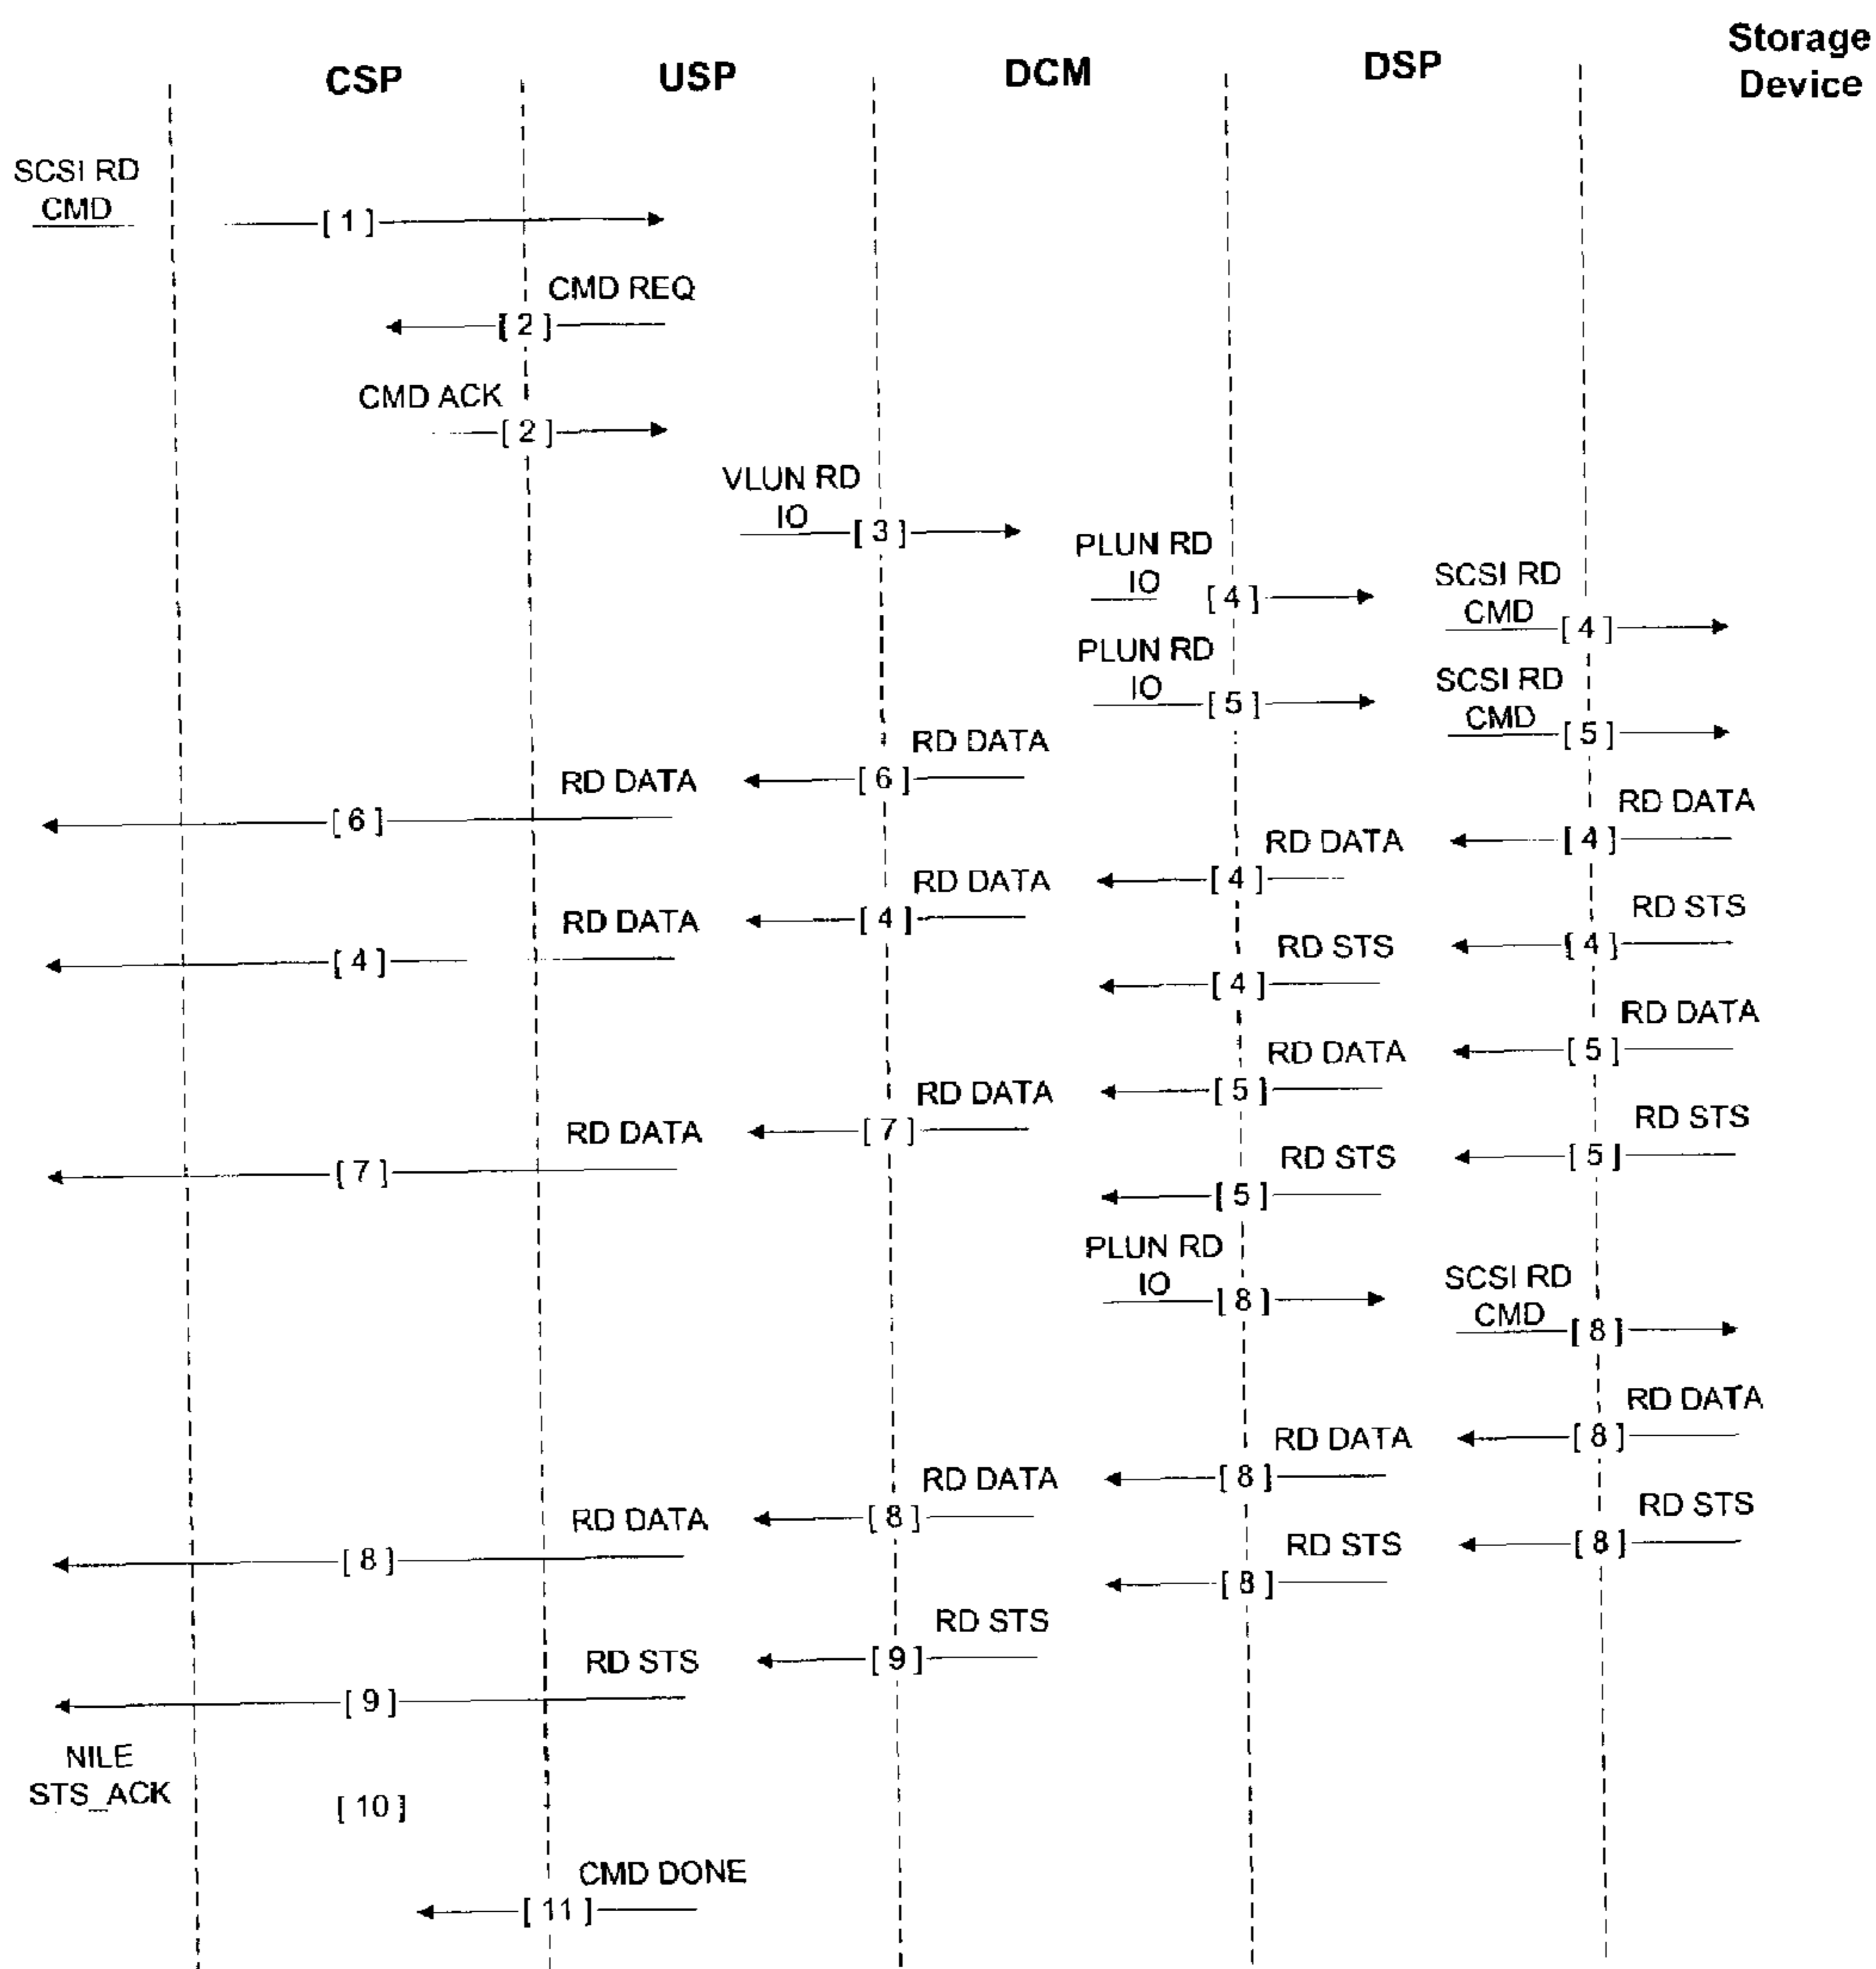 CSP
USP
DCM
DSP
Storage
Device
SCSI RD
CMD
[ 1 ]
CMD REQ
[ 2 ]
CMD ACK
[ 2 ]
VLUN RD
IO
[ 3 ]
PLUN RD
IO
[ 4 ]
SCSI RD
CMD
[ 4 ]
PLUN RD
IO
[ 5 ]
SCSI RD
CMD
[ 5 ]
RD DATA
[ 6 ]
RD DATA
[ 6 ]
RD DATA
[ 4 ]
RD DATA
[ 4 ]
RD DATA
[ 4 ]
RD DATA
[ 4 ]
RD STS
[ 4 ]
RD STS
[ 4 ]
RD DATA
[ 5 ]
RD DATA
[ 5 ]
RD DATA
[ 7 ]
RD DATA
[ 7 ]
RD STS
[ 5 ]
RD STS
[ 5 ]
PLUN RD
IO
[ 8 ]
SCSI RD
CMD
[ 8 ]
RD DATA
[ 8 ]
RD DATA
[ 8 ]
RD DATA
[ 8 ]
RD DATA
[ 8 ]
RD STS
[ 8 ]
RD STS
[ 8 ]
RD STS
[ 9 ]
RD STS
[ 9 ]
NILE
STS_ACK
[ 10 ]
CMD DONE
[ 11 ]